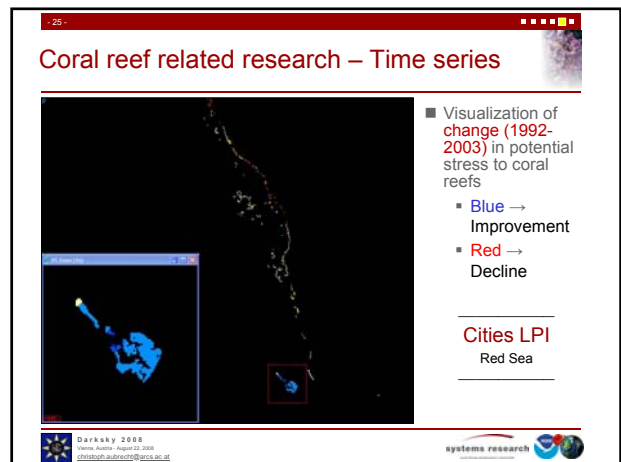 - 25 -
Coral reef related research – Time series
■ Visualization of
change (1992-
2003) in potential
stress to coral
reefs
▪ Blue →
Improvement
▪ Red →
Decline
Cities LPI
Red Sea
Darksky 2008
Vienna, Austria - August 22, 2008
christoph.aubrecht@arcs.ac.at
systems research